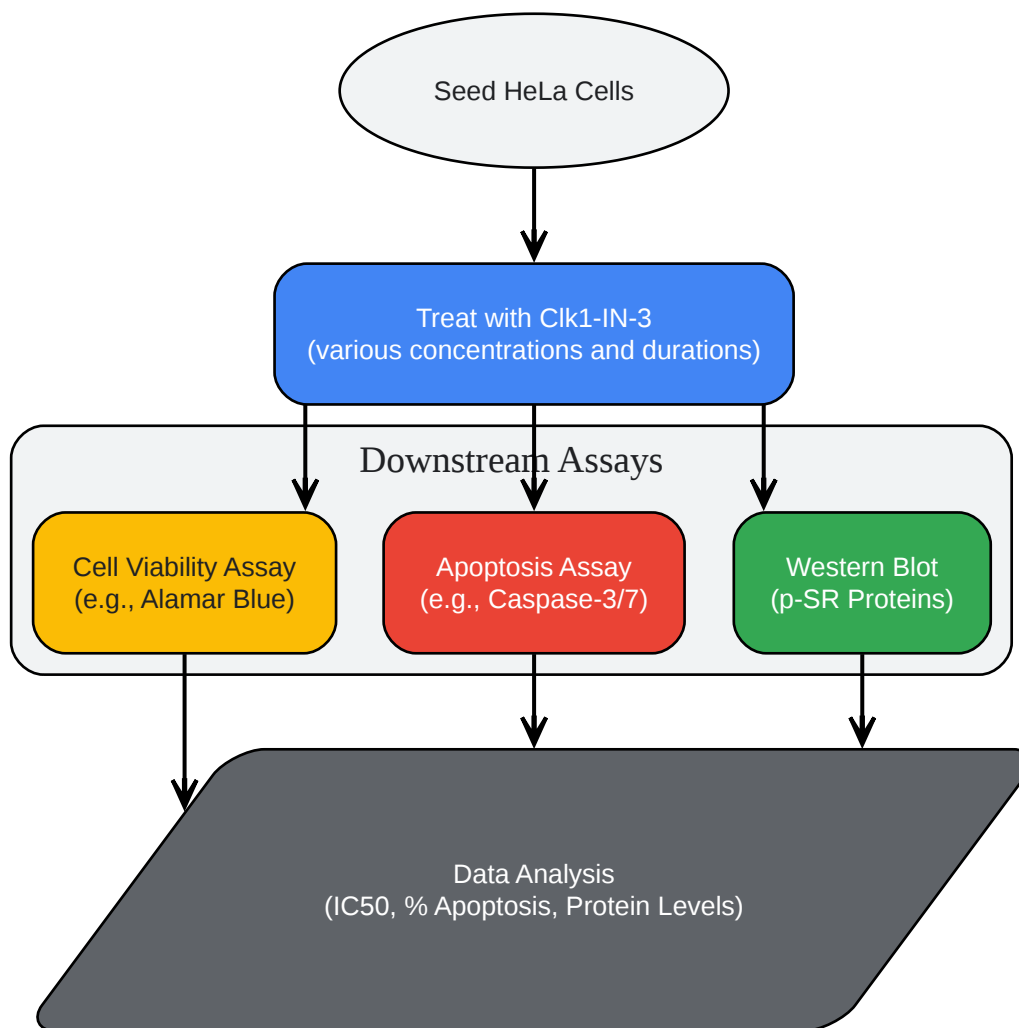 Seed HeLa Cells
Treat with Clk1-IN-3
(various concentrations and durations)
Downstream Assays
Cell Viability Assay
(e.g., Alamar Blue)
Apoptosis Assay
(e.g., Caspase-3/7)
Western Blot
(p-SR Proteins)
Data Analysis
(IC50, % Apoptosis, Protein Levels)